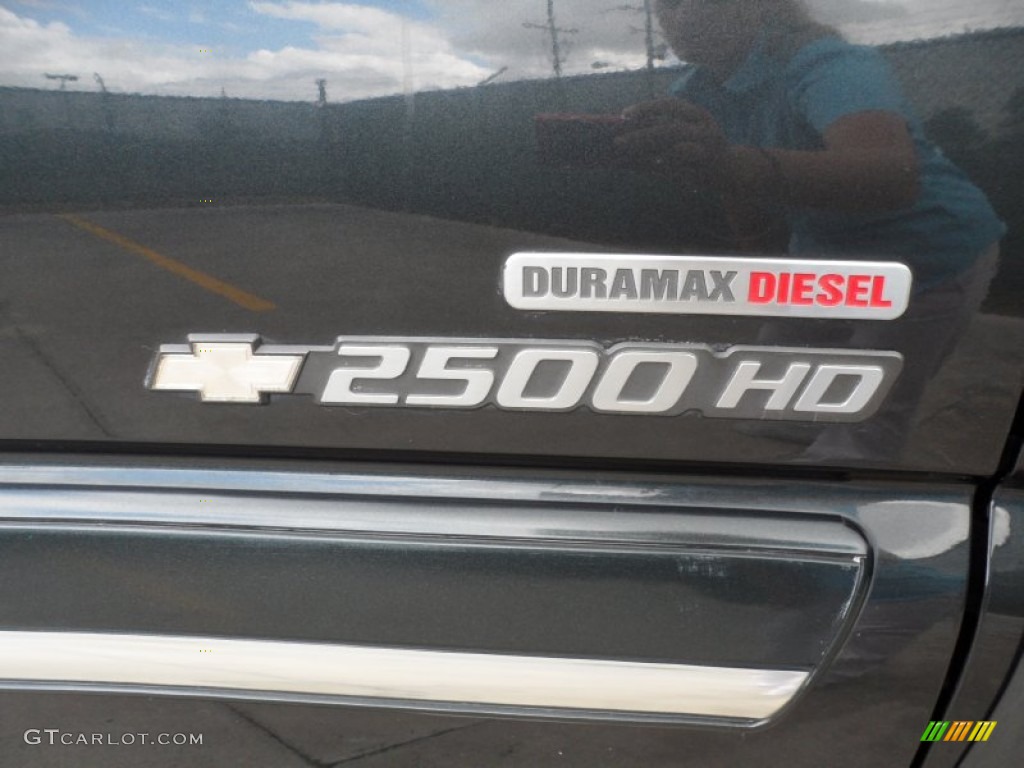 DURAMAX DIESEL
2500 HD
GTCARLOT.COM